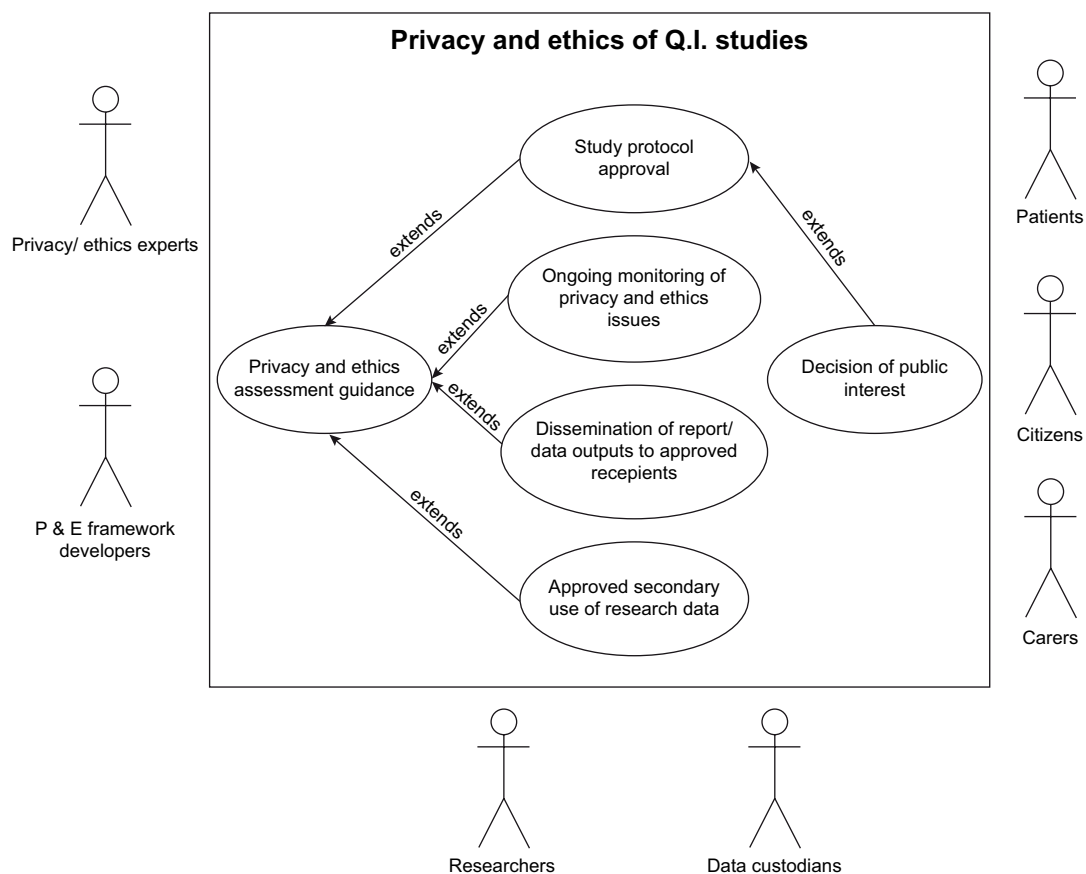 Privacy and ethics of Q.I. studies
Study protocol
approval
extends
extends
Privacy/ ethics experts
Patients
Ongoing monitoring of
privacy and ethics
issues
extends
Privacy and ethics
assessment guidance
Decision of public
interest
extends
Dissemination of report/
data outputs to approved
recepients
Citizens
extends
P & E framework
developers
Approved secondary
use of research data
Carers
Researchers
Data custodians